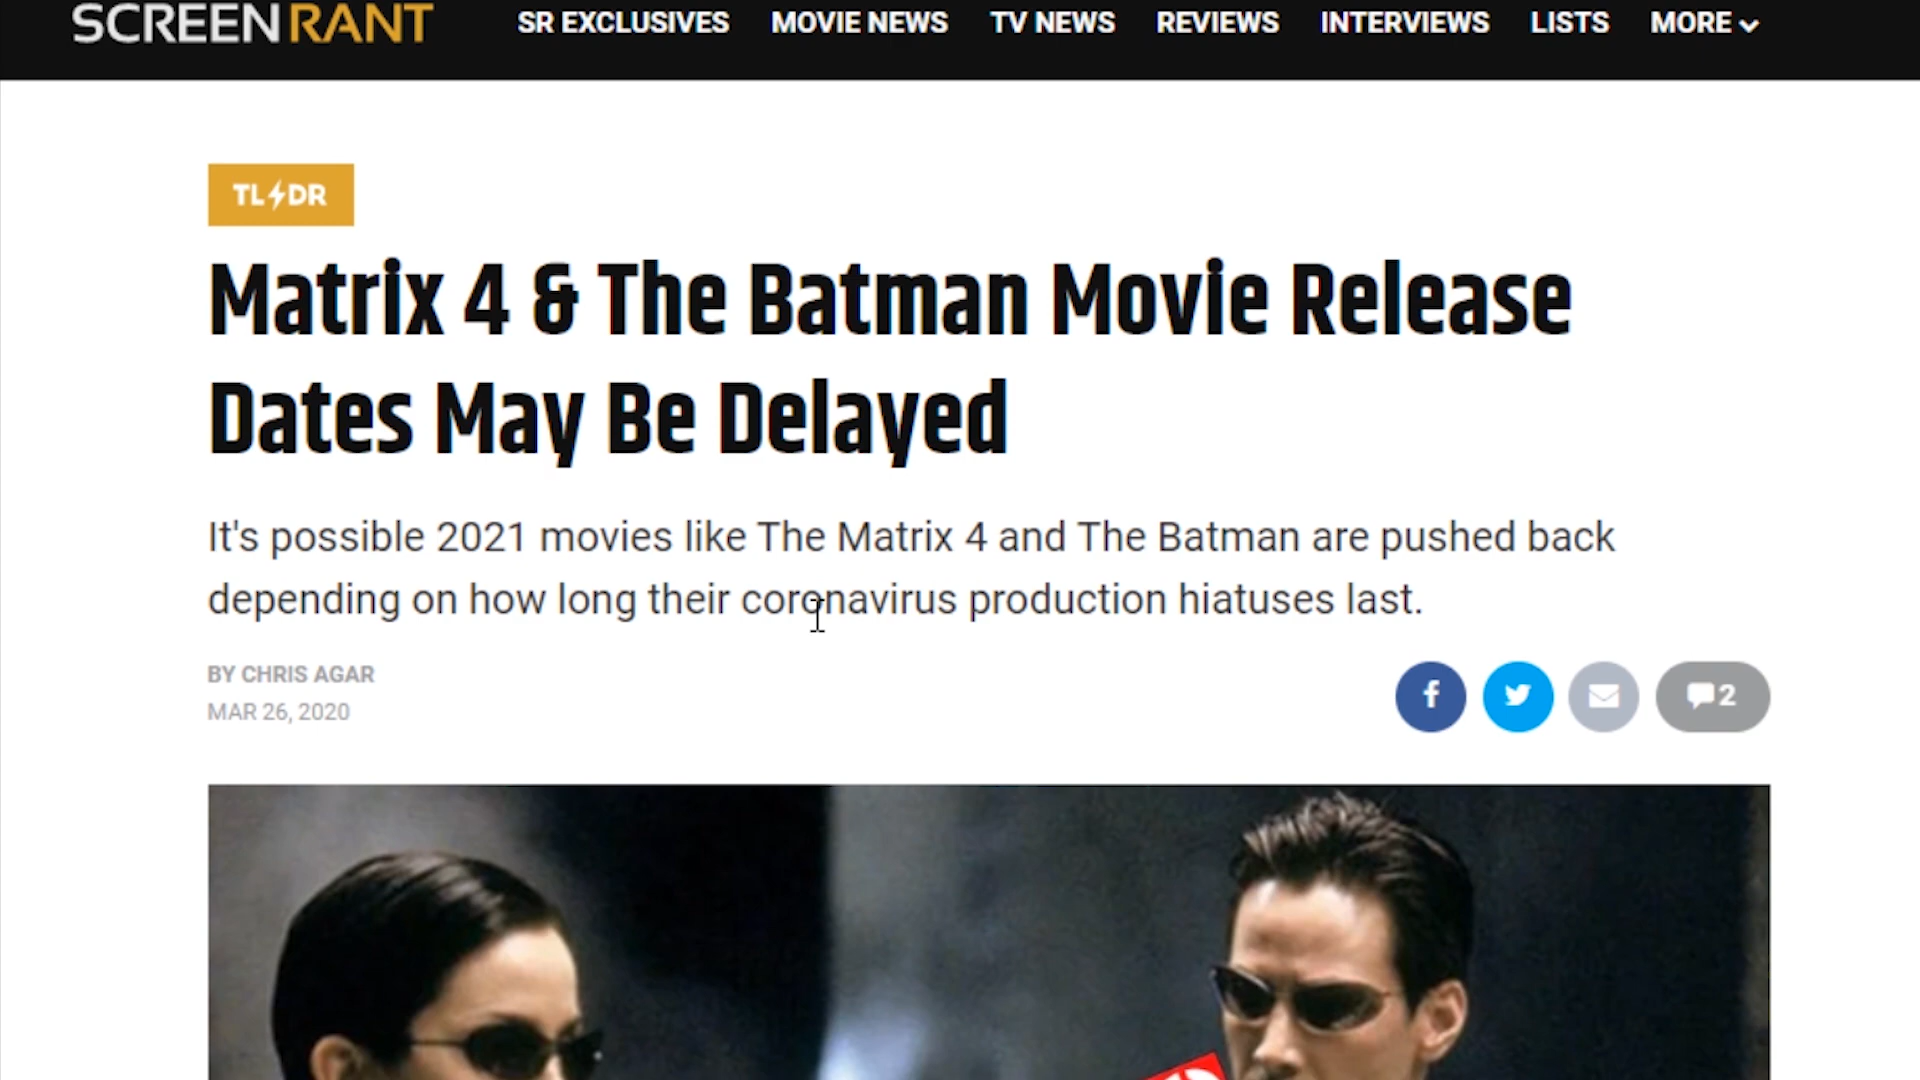 SCREENRANT SR EXCLUSIVES MOVIE NEWS TV NEWS REVIEWS INTERVIEWS LISTS MORE
TL DR
Matrix 4 & The Batman Movie Release
Dates May Be Delayed
It's possible 2021 movies like The Matrix 4 and The Batman are pushed back
depending on how long their coronavirus production hiatuses last.
BY CHRIS AGAR
MAR 26, 2020
f 2